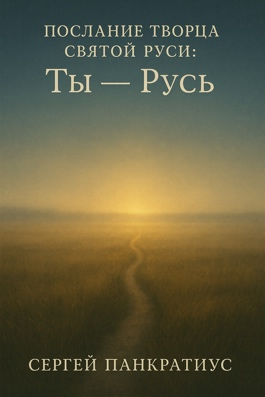 ПОСЛАНИЕ ТВОРЦА
СВЯТОЙ РУСИ:
Ты — Русь
СЕРГЕЙ ПАНКРАТИУС